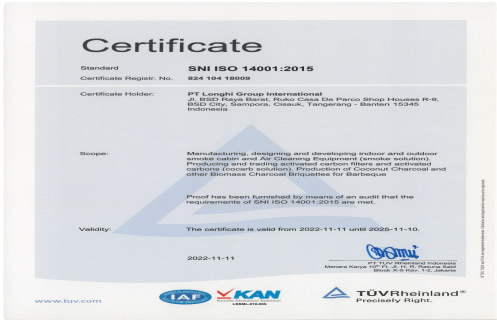 Certificate
Standard SNI ISO 14001:2015
Certificate Registr. No. 824 104 18009
Certificate Holder: PT Longhi Group International
Jl. BSD Raya Barat, Ruko Casa De Parco Shop Houses R-9,
BSD City, Sampora, Cisauk, Tangerang - Banten 15345
Indonesia
Scope: Manufacturing, designing and developing indoor and outdoor
smoke cabin and Air Cleaning Equipment (smoke solution).
Producing and trading activated carbon filters and activated
carbons (cocarb solution). Production of Coconut Charcoal and
other Biomass Charcoal Briquettes for Barbeque
Proof has been furnished by means of an audit that the
requirements of SNI ISO 14001:2015 are met.
Validity: The certificate is valid from 2022-11-11 until 2025-11-10.
2022-11-11
PT TÜV Rheinland Indonesia
Menara Karya 10th Fl. Jl. H. R. Rasuna Said
Block X-5 Kav. 1-2, Jakarta
www.tuv.com
IAF
KAN
TÜVRheinland®
Precisely Right.